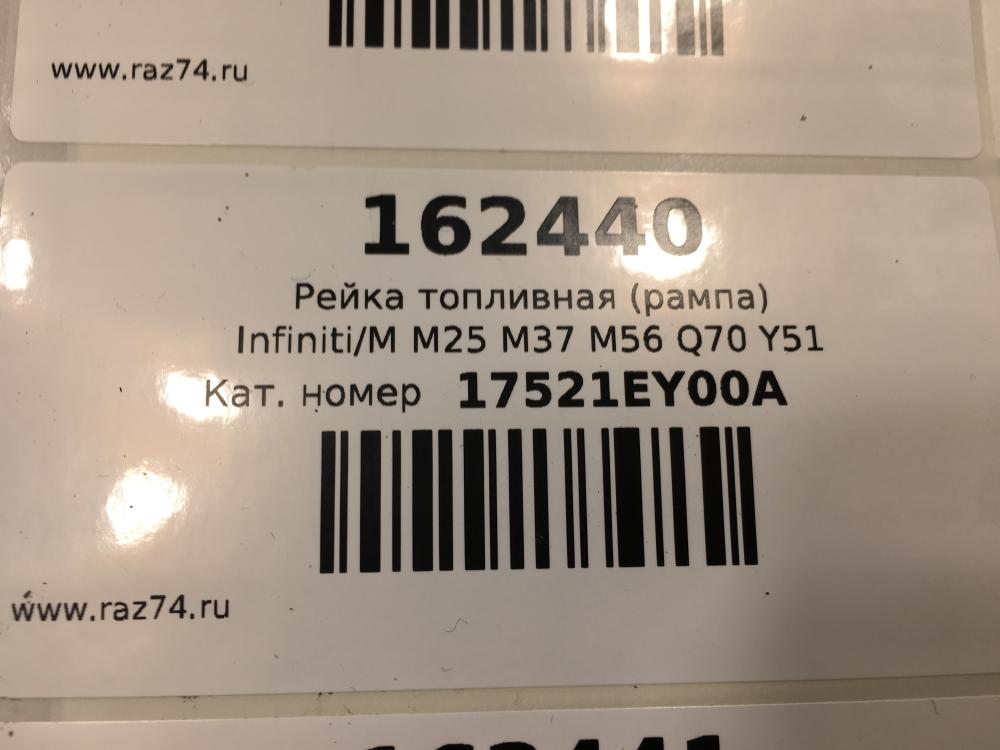 www.raz74.ru
162440
Рейка топливная (рампа)
Infiniti/M M25 M37 M56 Q70 Y51
Кат. номер 17521EY00A
www.raz74.ru